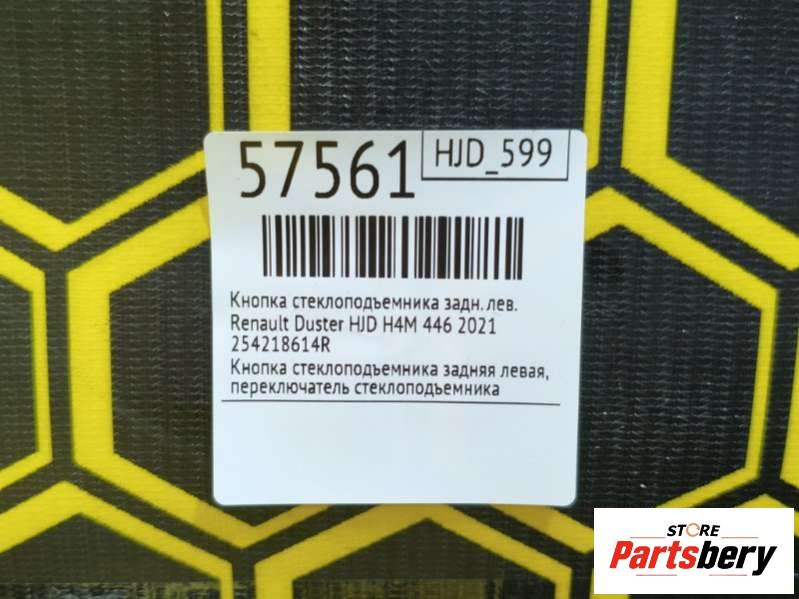 57561
HJD_599
Кнопка стеклоподъемника задн. лев.
Renault Duster HJD H4M 446 2021
254218614R
Кнопка стеклоподъемника задняя левая,
переключатель стеклоподъемника
STORE
Partsbery